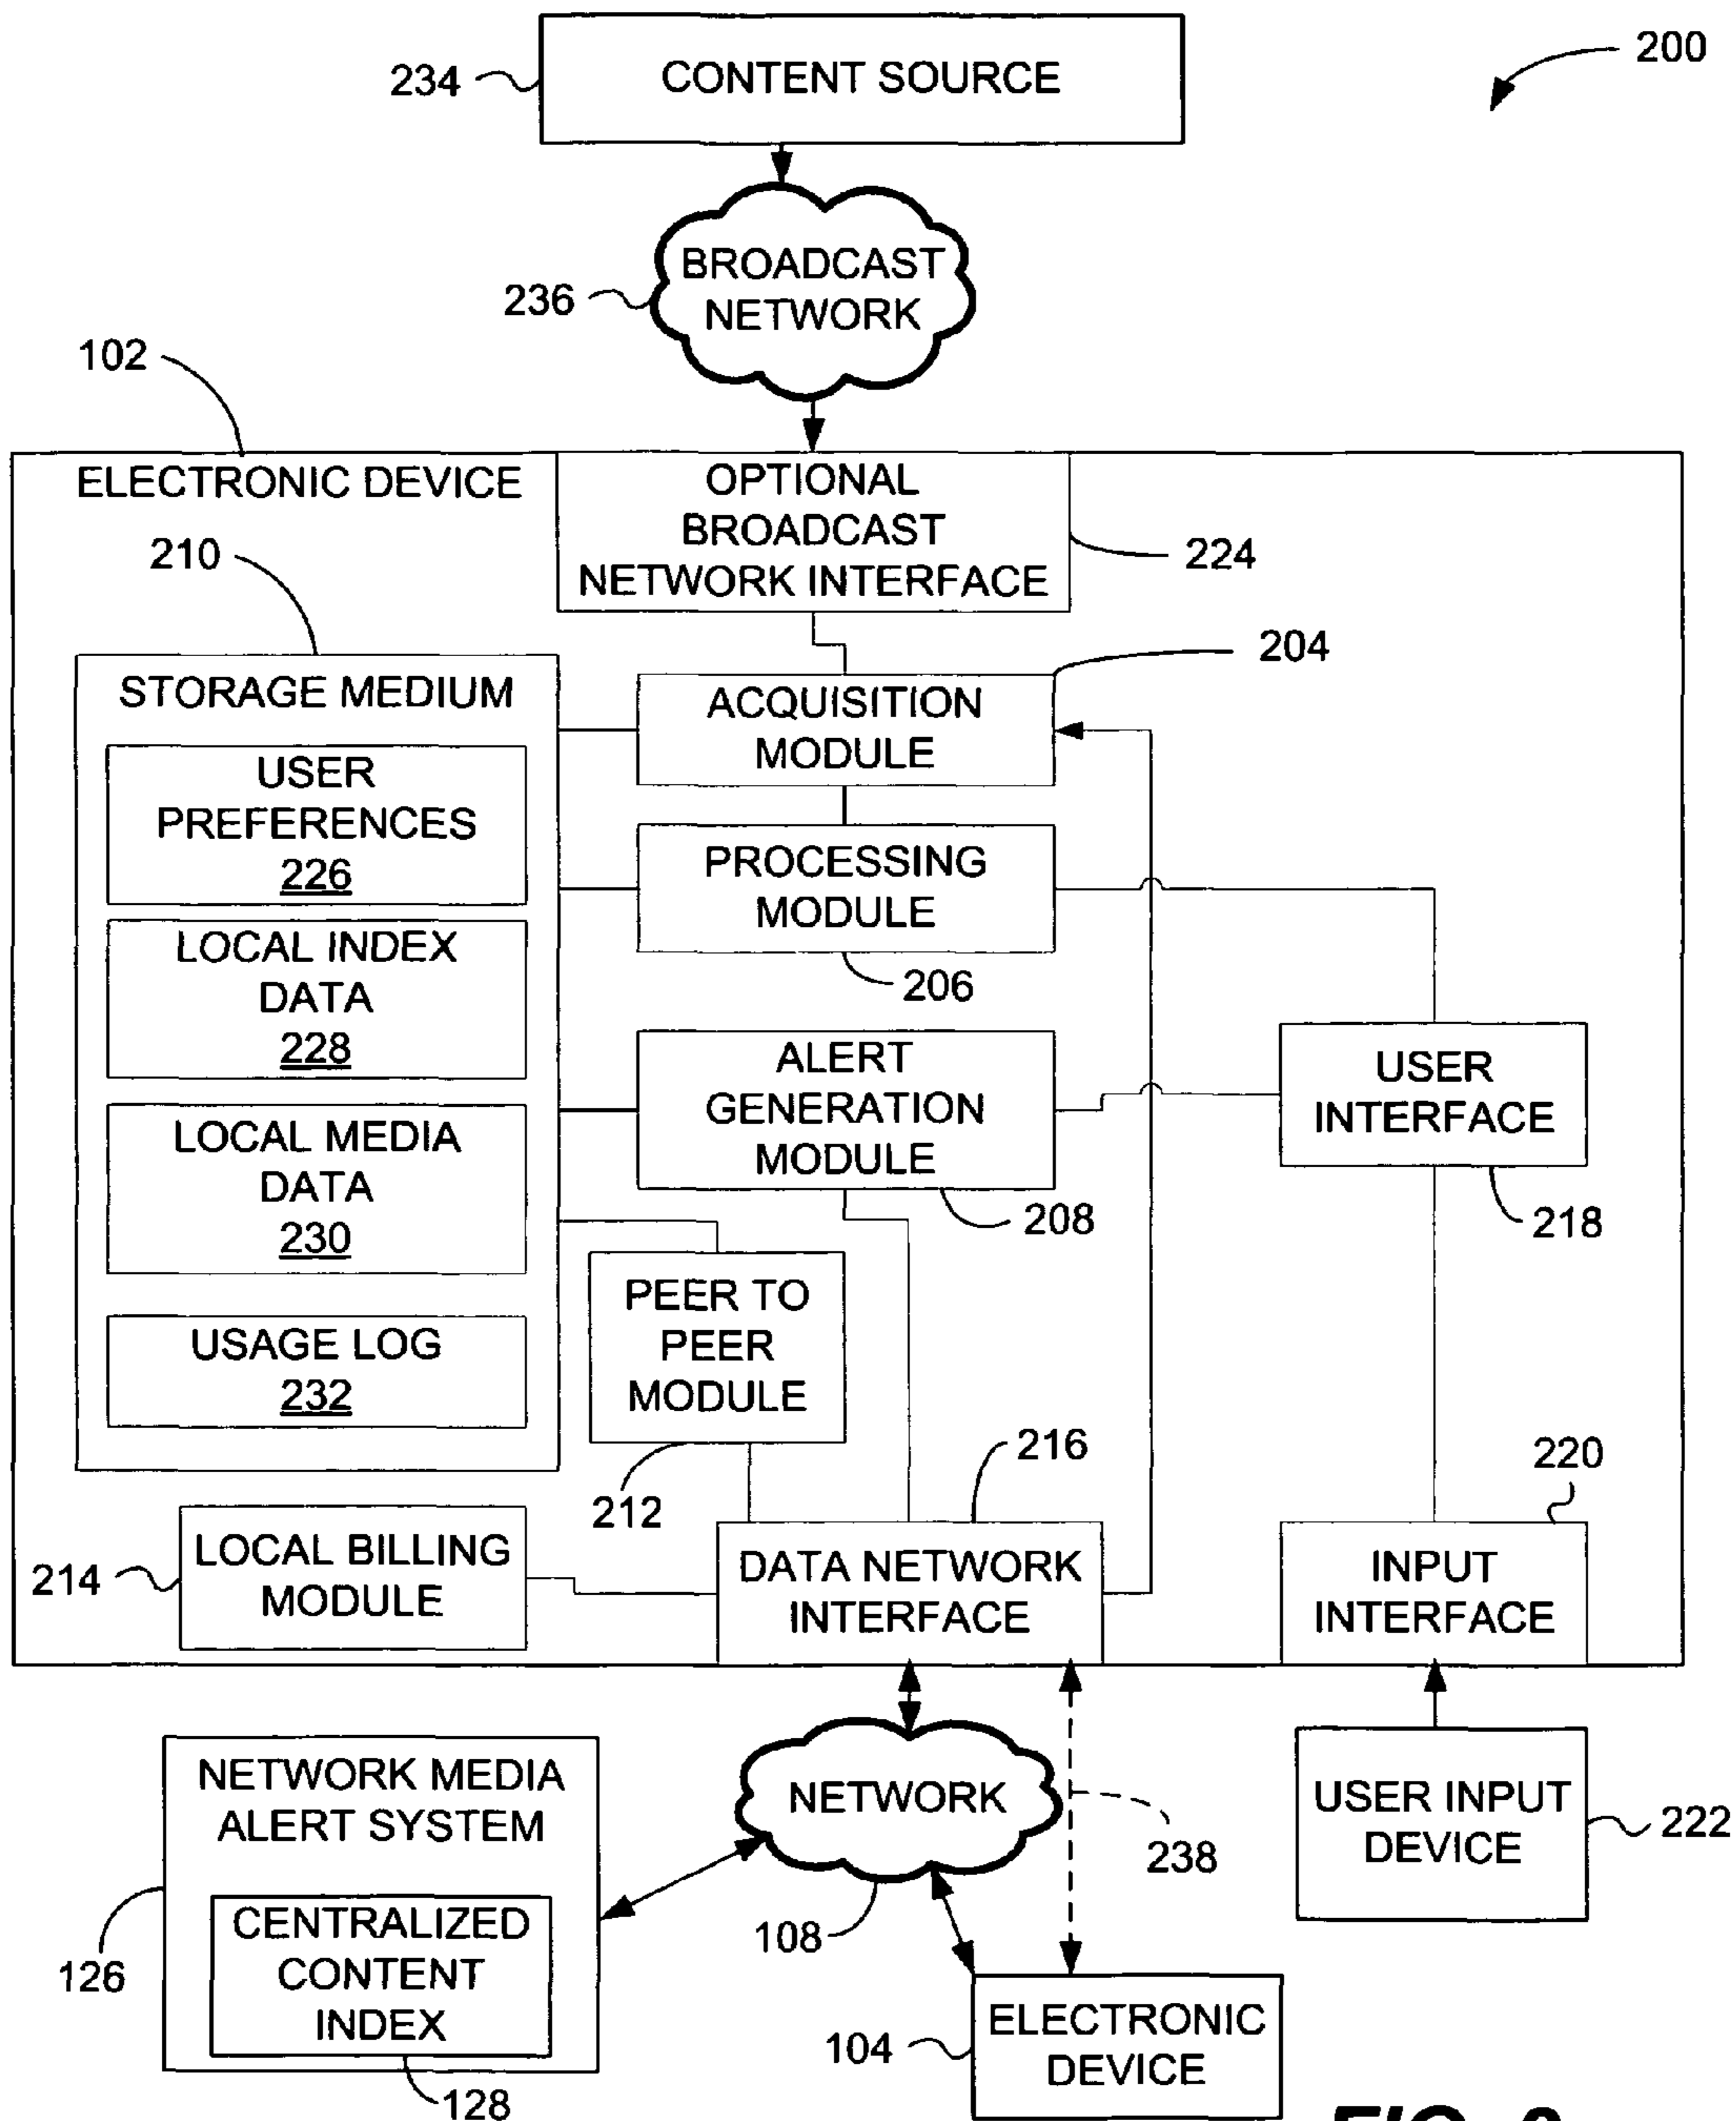 200
234
CONTENT SOURCE
236
BROADCAST
NETWORK
102
ELECTRONIC DEVICE
OPTIONAL
BROADCAST
NETWORK INTERFACE
224
210
204
STORAGE MEDIUM
USER
PREFERENCES
226
LOCAL INDEX
DATA
228
LOCAL MEDIA
DATA
230
USAGE LOG
232
ACQUISITION
MODULE
PROCESSING
MODULE
206
ALERT
GENERATION
MODULE
208
USER
INTERFACE
218
PEER TO
PEER
MODULE
212
216
220
214
LOCAL BILLING
MODULE
DATA NETWORK
INTERFACE
INPUT
INTERFACE
NETWORK MEDIA
ALERT SYSTEM
CENTRALIZED
CONTENT
INDEX
126
128
NETWORK
108
238
USER INPUT
DEVICE
222
104
ELECTRONIC
DEVICE